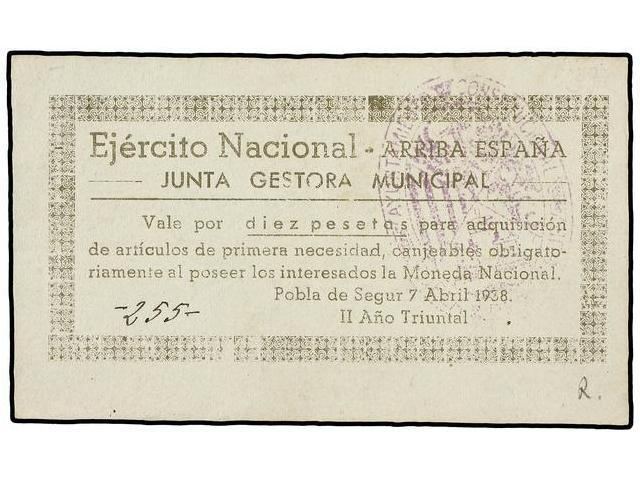 Ejército Nacional - ARRIBA ESPAÑA
JUNTA GESTORA MUNICIPAL
Vale por diez pesetas para adquisición
de artículos de primera necesidad, canjeables obligato-
riamente al poseer los interesados la Moneda Nacional.
Pobla de Segur 7 Abril 1938.
-255-
II Año Triuntal
R.